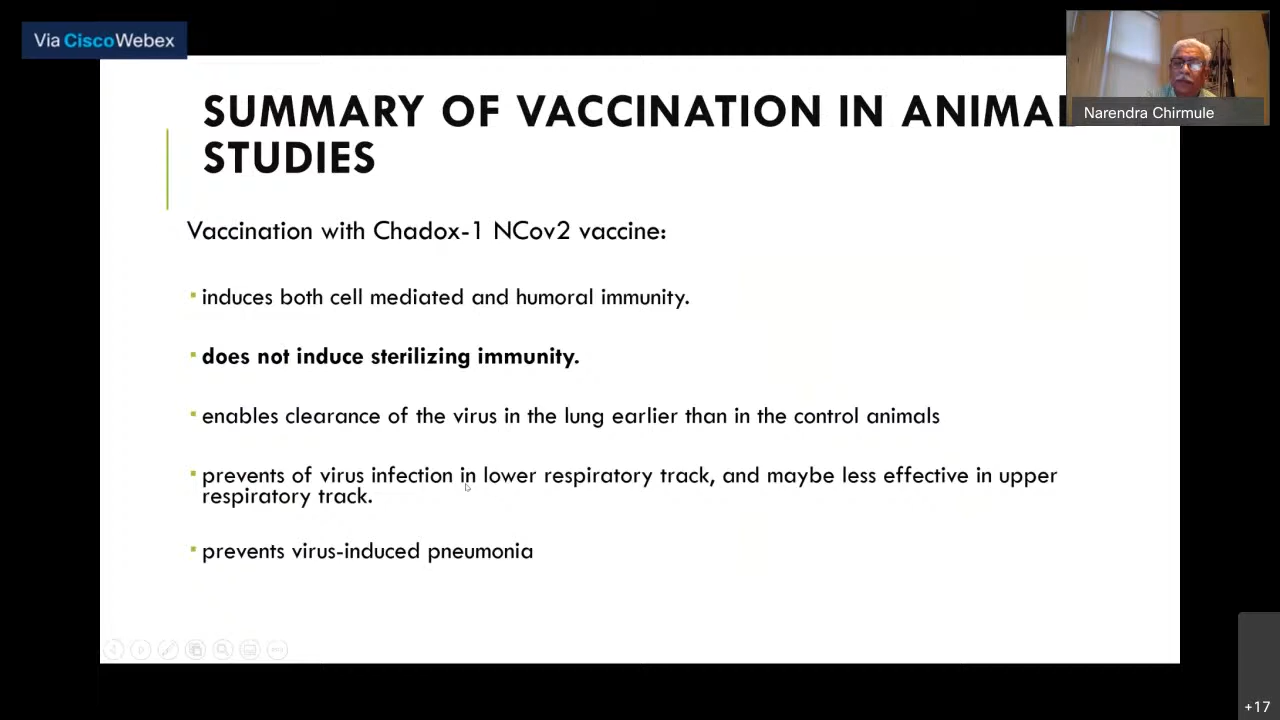 Via CiscoWebex
Narendra Chirmule
SUMMARY OF VACCINATION IN ANIMAL
STUDIES
Vaccination with Chadox-1 NCov2 vaccine:
▪ induces both cell mediated and humoral immunity.
▪ does not induce sterilizing immunity.
▪ enables clearance of the virus in the lung earlier than in the control animals
▪ prevents of virus infection in lower respiratory track, and maybe less effective in upper
respiratory track.
▪ prevents virus-induced pneumonia
+17